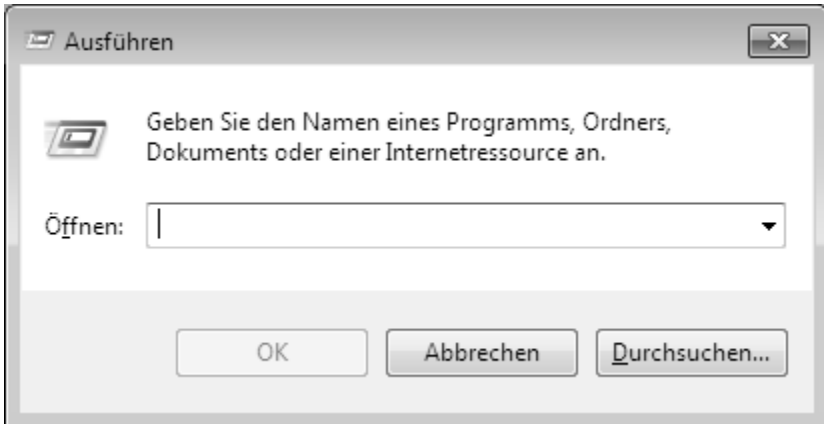 Ausführen
Geben Sie den Namen eines Programms, Ordners,
Dokuments oder einer Internetressource an.
Öffnen:
OK Abbrechen Durchsuchen...